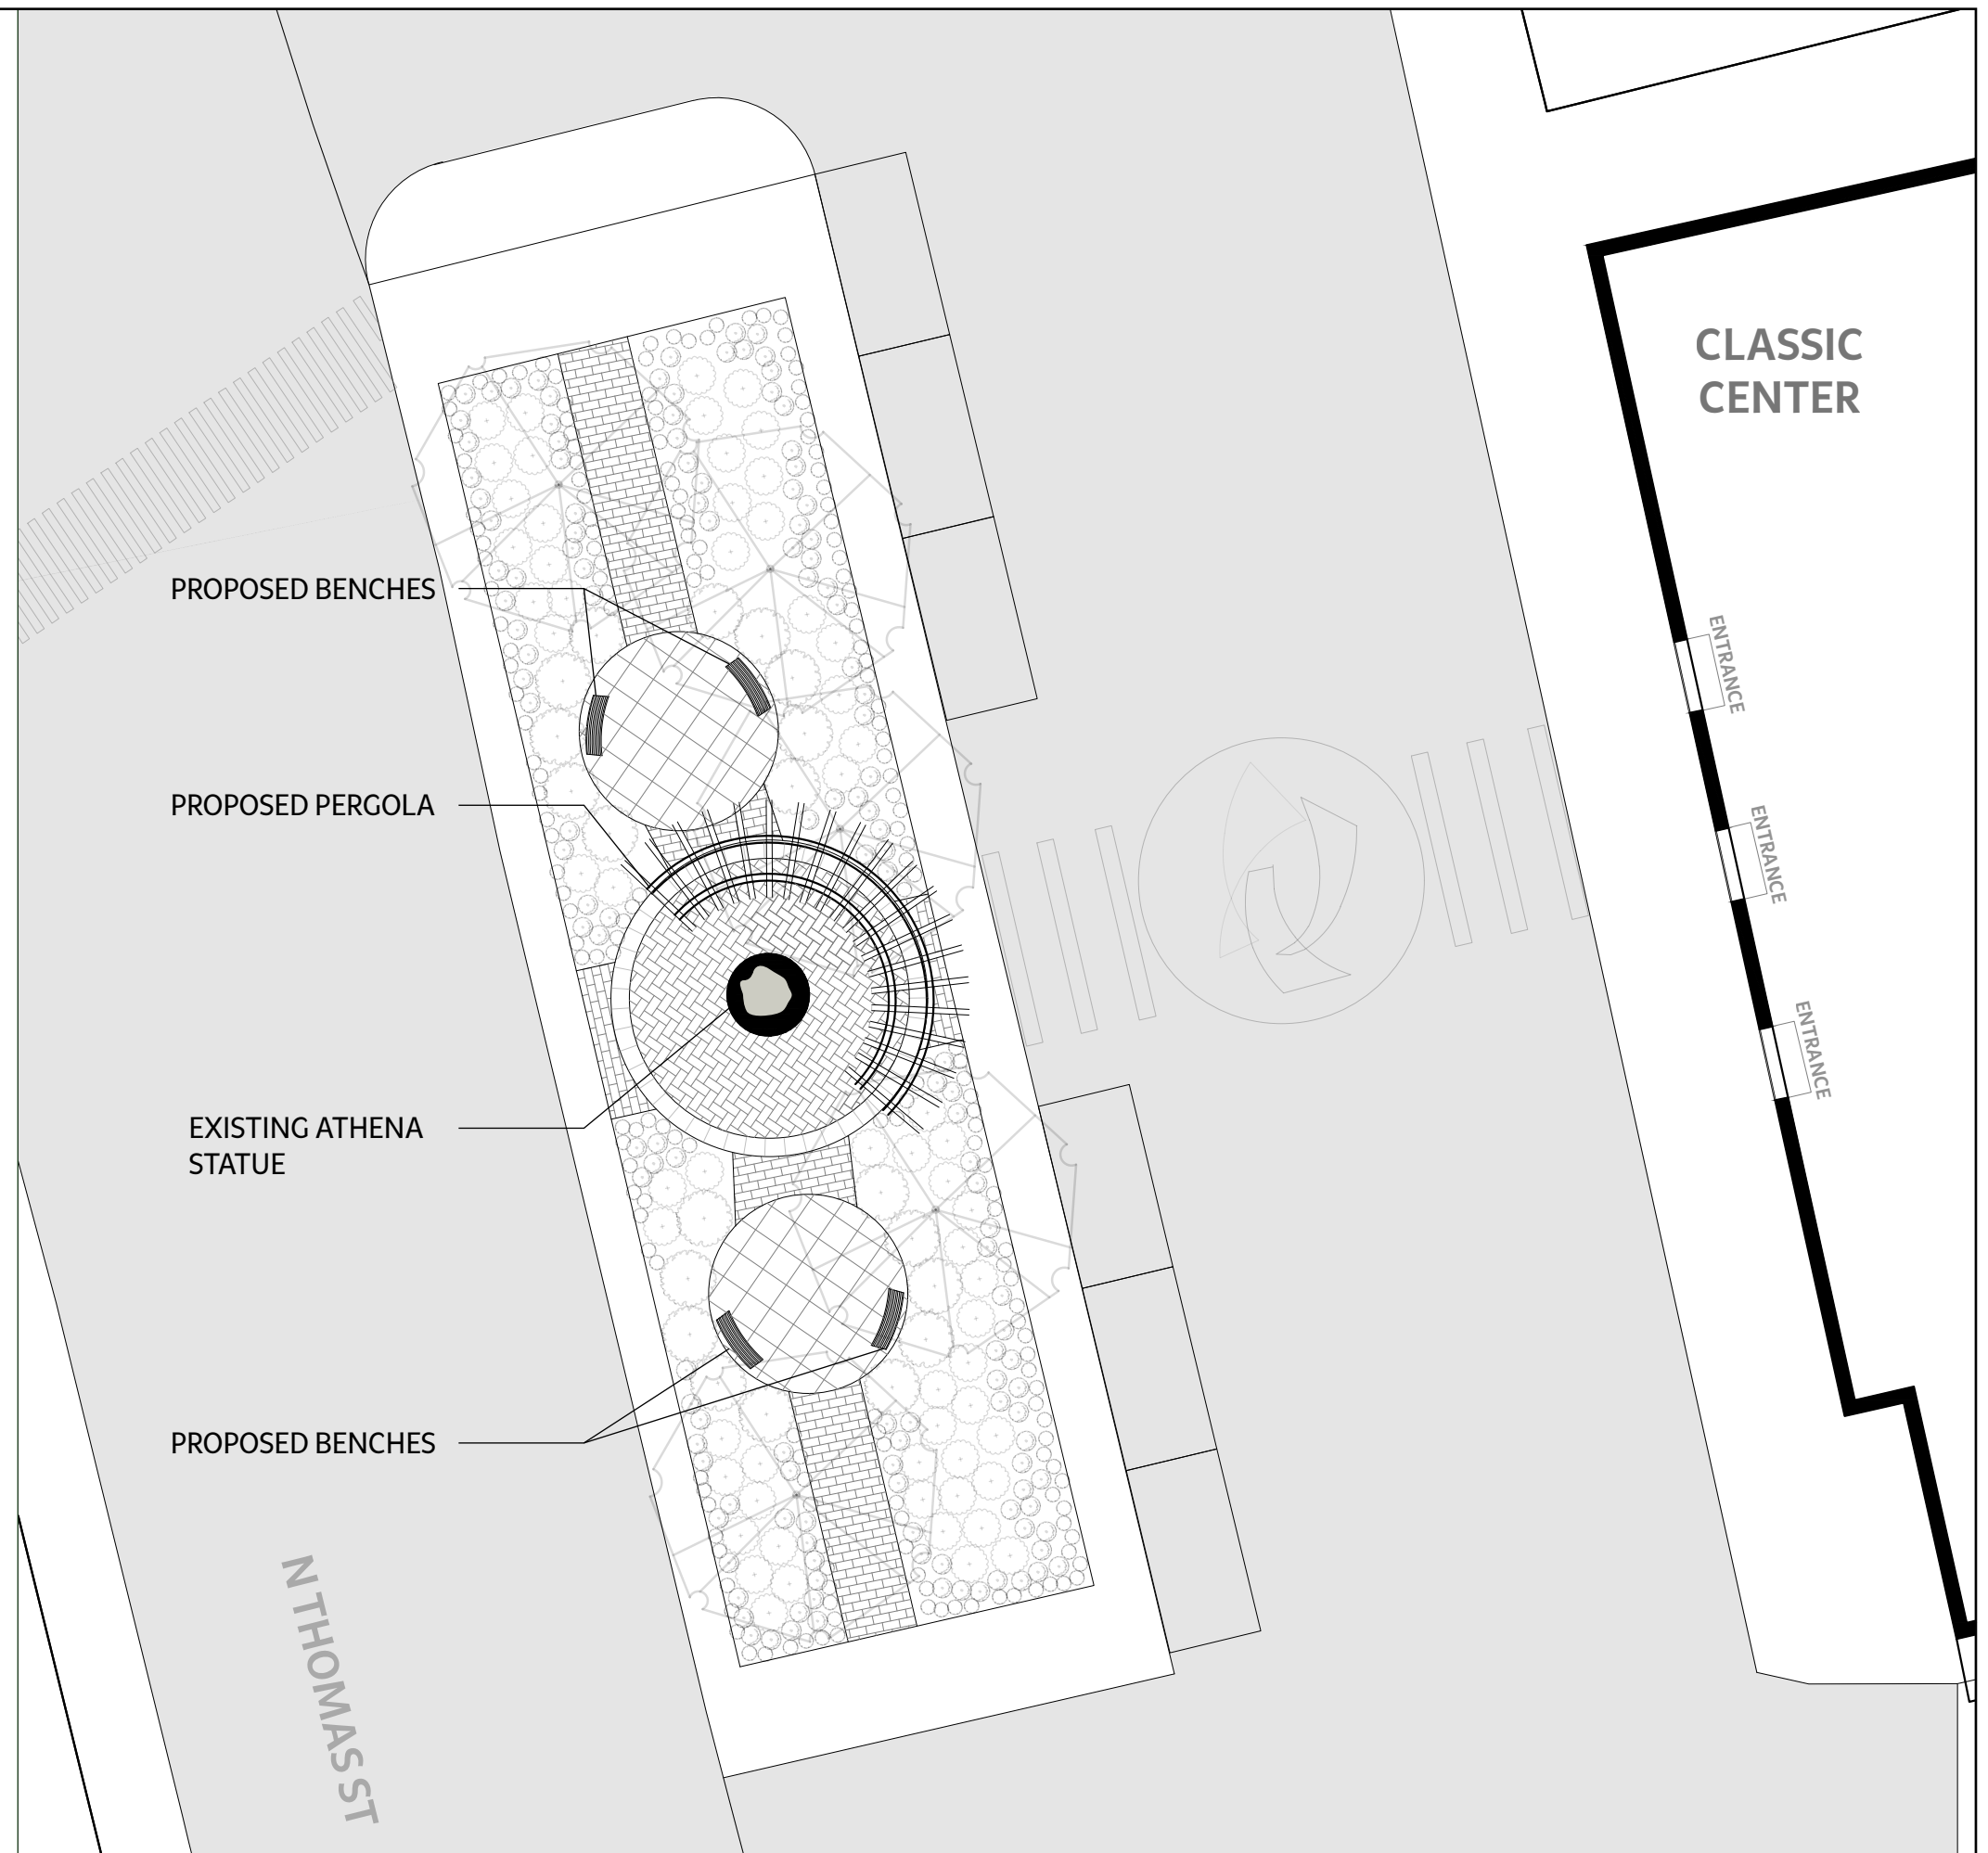 CLASSIC
CENTER
PROPOSED BENCHES
ENTRANCE
PROPOSED PERGOLA
ENTRANCE
ENTRANCE
EXISTING ATHENA
STATUE
PROPOSED BENCHES
N THOMAS ST